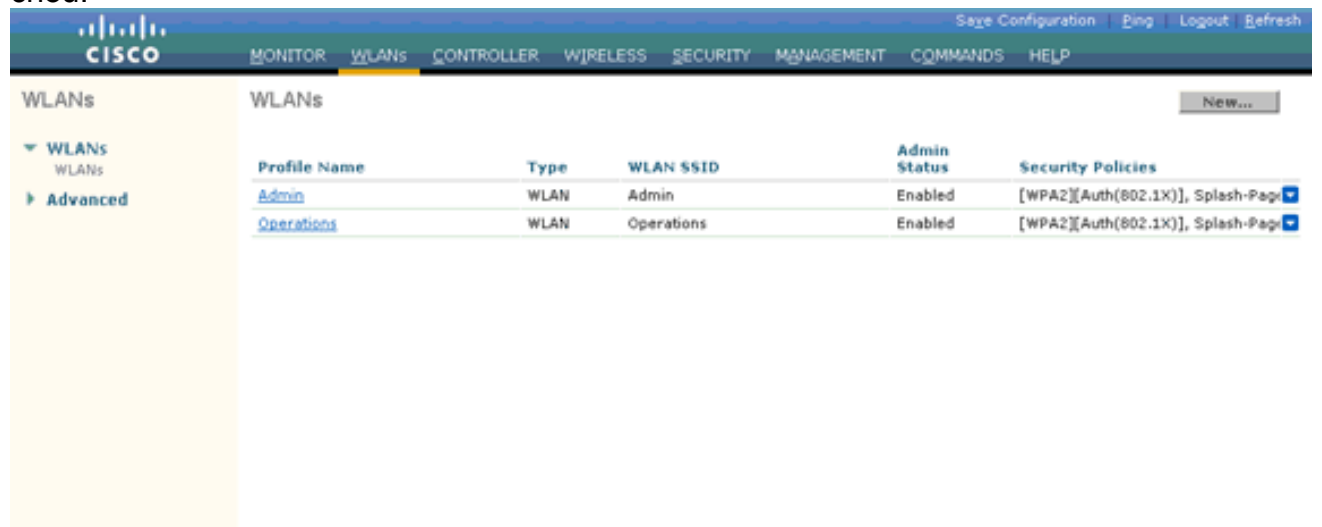 Save Configuration | Ping | Logout | Refresh
CISCO
MONITOR WLANs CONTROLLER WIRELESS SECURITY MANAGEMENT COMMANDS HELP
WLANs
WLANs
WLANs
Advanced
WLANs
New...
Profile Name Type WLAN SSID Admin Status Security Policies
Admin WLAN Admin Enabled [WPA2][Auth(802.1X)], Splash-Page
Operations WLAN Operations Enabled [WPA2][Auth(802.1X)], Splash-Page